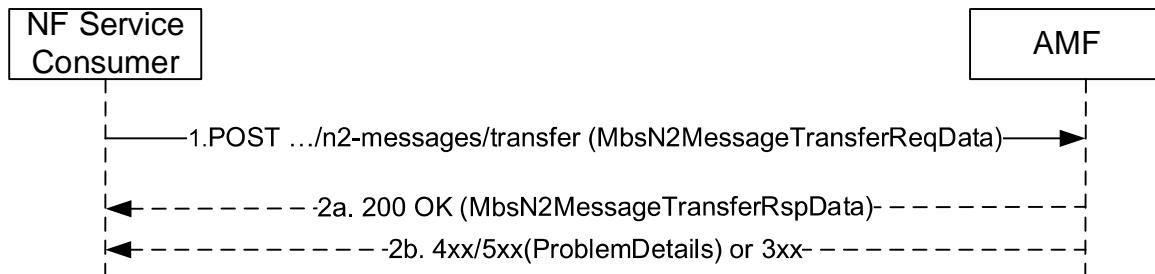 NF Service
Consumer
AMF
1.POST …/n2-messages/transfer (MbsN2MessageTransferReqData)
2a. 200 OK (MbsN2MessageTransferRspData)
2b. 4xx/5xx(ProblemDetails) or 3xx